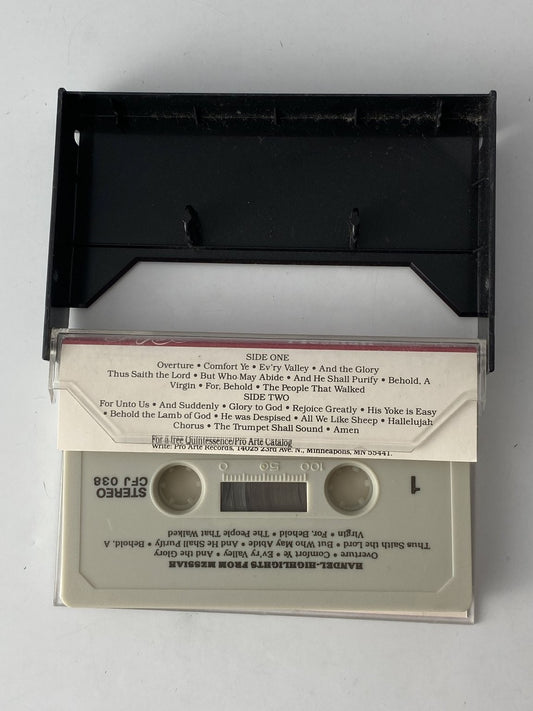 SIDE ONE
Overture • Comfort Ye • Ev'ry Valley • And the Glory
Thus Saith the Lord • But Who May Abide • And He Shall Purify • Behold, A
Virgin • For, Behold • The People That Walked
SIDE TWO
For Unto Us • And Suddenly • Glory to God • Rejoice Greatly • His Yoke is Easy
• Behold the Lamb of God • He was Despised • All We Like Sheep • Hallelujah
Chorus • The Trumpet Shall Sound • Amen
For a free Quintessence/Pro Arte Catalog
Write: Pro Arte Records, 14025 23rd Ave. N., Minneapolis, MN 55441.
HANDEL-HIGHLIGHTS FROM MESSIAH
Overture • Comfort Ye • Ev'ry Valley • And the Glory
Thus Saith the Lord • But Who May Abide • And He Shall Purify • Behold, A
Virgin • For, Behold • The People That Walked
1
STEREO
CFJ 038
100 50 0